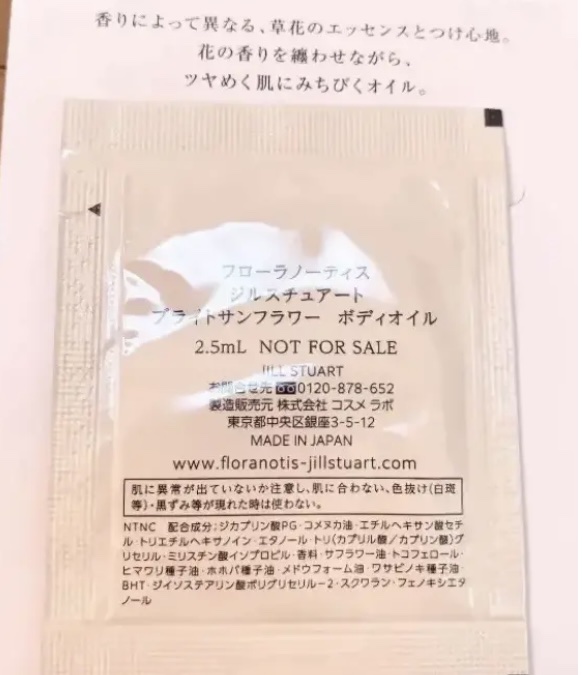 香りによって異なる、草花のエッセンスとつけ心地。
花の香りを纏わせながら、
ツヤめく肌にみちびくオイル。
フローラノーティス
ジルスチュアート
ブライトサンフラワー ボディオイル
2.5mL NOT FOR SALE
JILL STUART
お問合せ先 0120-878-652
製造販売元 株式会社 コスメ ラボ
東京都中央区銀座3-5-12
MADE IN JAPAN
www.floranotis-jillstuart.com
肌に異常が出ていないか注意し、肌に合わない、色抜け(白斑
等)・黒ずみ等が現れた時は使わない。
NTNC 配合成分;ジカプリン酸PG・コメヌカ油・エチルヘキサン酸セチ
ル・トリエチルヘキサノイン・エタノール・トリ(カプリル酸/カプリン酸)グ
リセリル・ミリスチン酸イソプロピル・香料・サフラワー油・トコフェロール・
ヒマワリ種子油・ホホバ種子油・メドウフォーム油・ワサビノキ種子油・
BHT・ジイソステアリン酸ポリグリセリル-2・スクワラン・フェノキシエタ
ノール